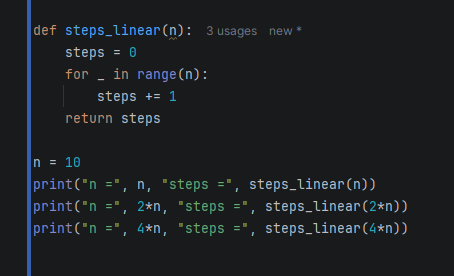 def steps_linear(n): 3 usages new *
    steps = 0
    for _ in range(n):
        steps += 1
    return steps
n = 10
print("n =", n, "steps =", steps_linear(n))
print("n =", 2*n, "steps =", steps_linear(2*n))
print("n =", 4*n, "steps =", steps_linear(4*n))